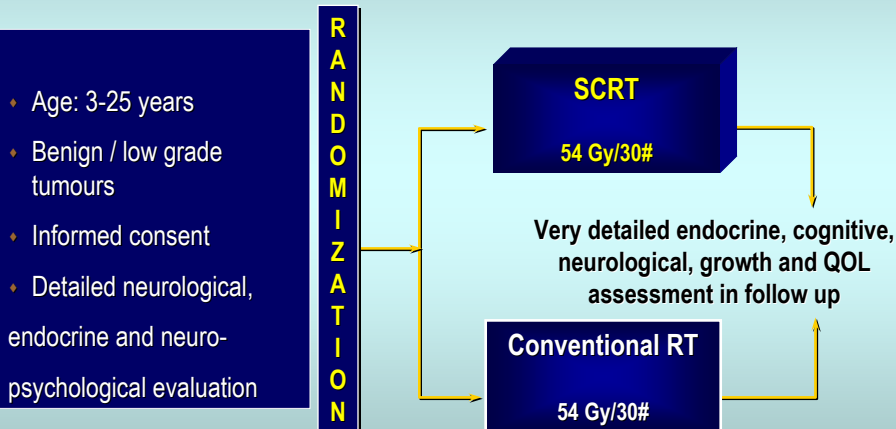 • Age: 3-25 years
• Benign / low grade
tumours
• Informed consent
• Detailed neurological,
endocrine and neuro-
psychological evaluation
R
A
N
D
O
M
I
Z
A
T
I
O
N
SCRT
54 Gy/30#
Very detailed endocrine, cognitive,
neurological, growth and QOL
assessment in follow up
Conventional RT
54 Gy/30#